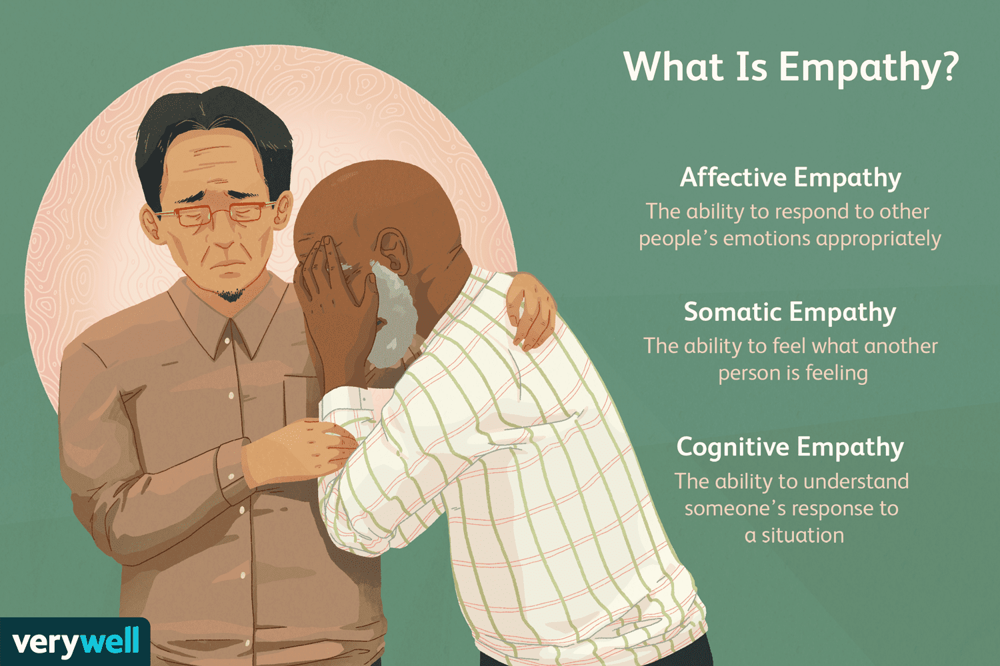 What Is Empathy?
Affective Empathy
The ability to respond to other
people’s emotions appropriately
Somatic Empathy
The ability to feel what another
person is feeling
Cognitive Empathy
The ability to understand
someone’s response to
a situation
verywell